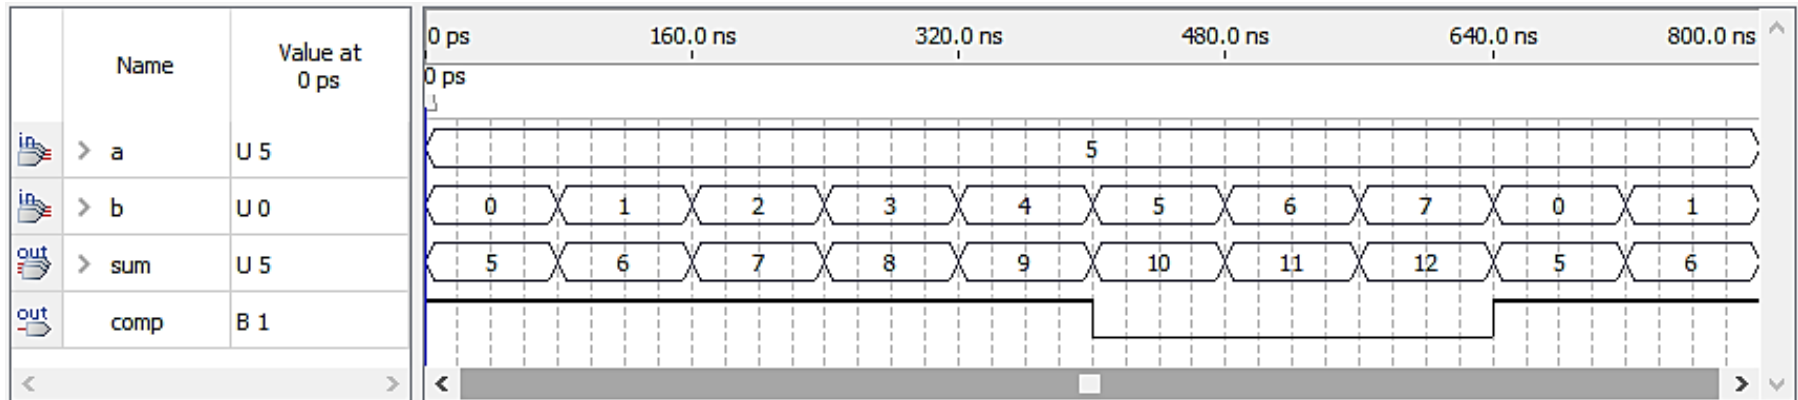 Name Value at 0 ps
0 ps 160.0 ns 320.0 ns 480.0 ns 640.0 ns 800.0 ns
0 ps
in > a U 5 5
in > b U 0 0 1 2 3 4 5 6 7 0 1
out > sum U 5 5 6 7 8 9 10 11 12 5 6
out comp B 1